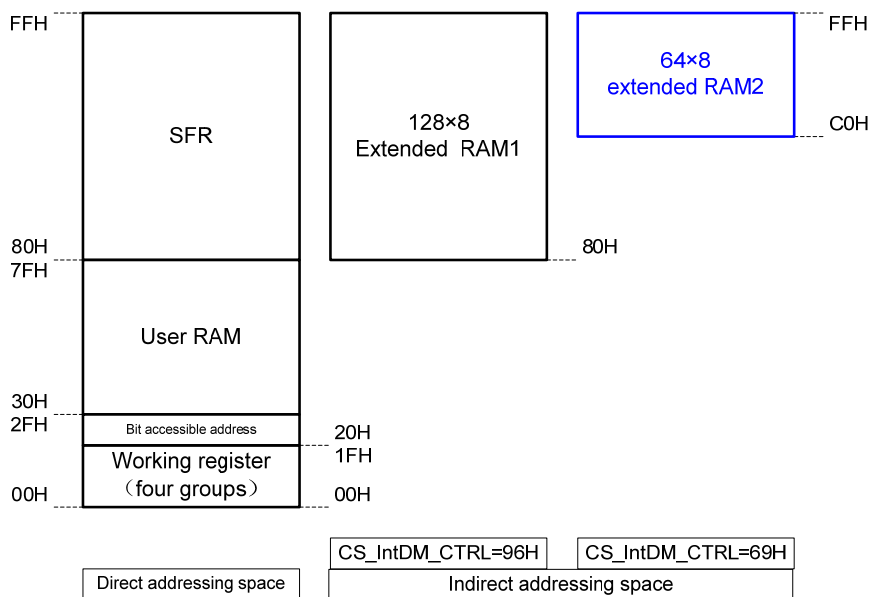 FFH
FFH
64×8
extended RAM2
128×8
Extended RAM1
C0H
SFR
80H
80H
7FH
User RAM
30H
2FH
Bit accessible address
20H
1FH
Working register
（four groups）
00H
00H
CS_IntDM_CTRL=96H
CS_IntDM_CTRL=69H
Direct addressing space
Indirect addressing space